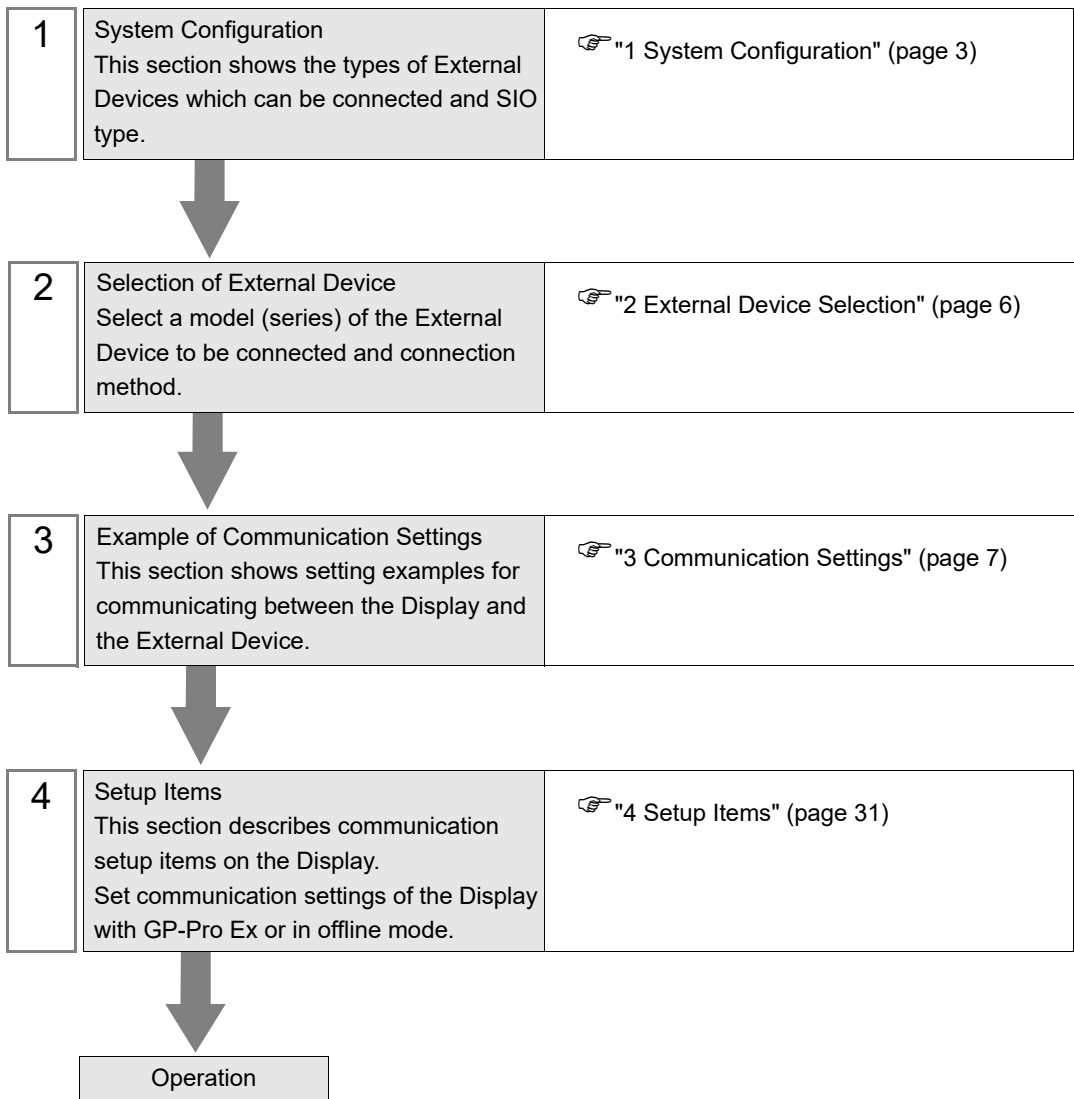 1
System Configuration
This section shows the types of External
Devices which can be connected and SIO
type.
☞"1 System Configuration" (page 3)
2
Selection of External Device
Select a model (series) of the External
Device to be connected and connection
method.
☞"2 External Device Selection" (page 6)
3
Example of Communication Settings
This section shows setting examples for
communicating between the Display and
the External Device.
☞"3 Communication Settings" (page 7)
4
Setup Items
This section describes communication
setup items on the Display.
Set communication settings of the Display
with GP-Pro Ex or in offline mode.
☞"4 Setup Items" (page 31)
Operation